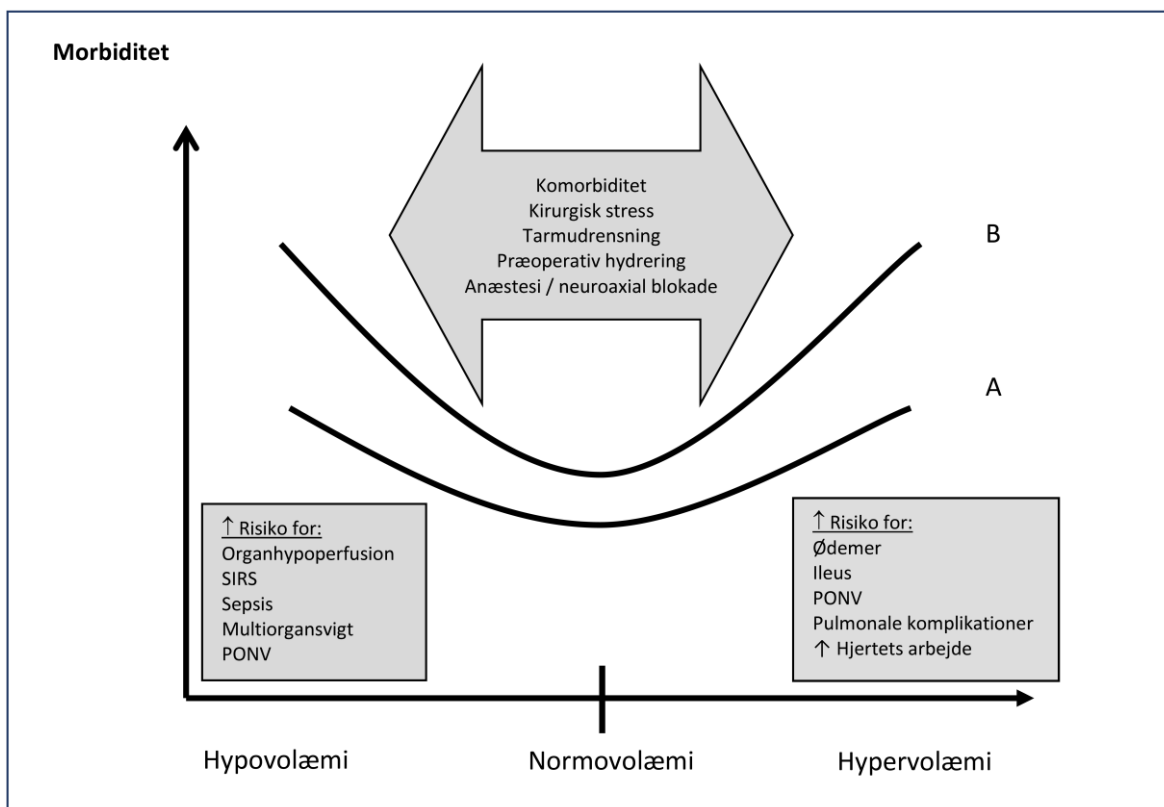 Morbiditet
Komorbiditet
Kirurgisk stress
Tarmudrensning
Præoperativ hydrering
Anæstesi / neuroaxial blokade
B
A
↑ Risiko for:
Organhypoperfusion
SIRS
Sepsis
Multiorgansvigt
PONV
↑ Risiko for:
Ødemer
Ileus
PONV
Pulmonale komplikationer
↑ Hjertets arbejde
Hypovolæmi
Normovolæmi
Hypervolæmi